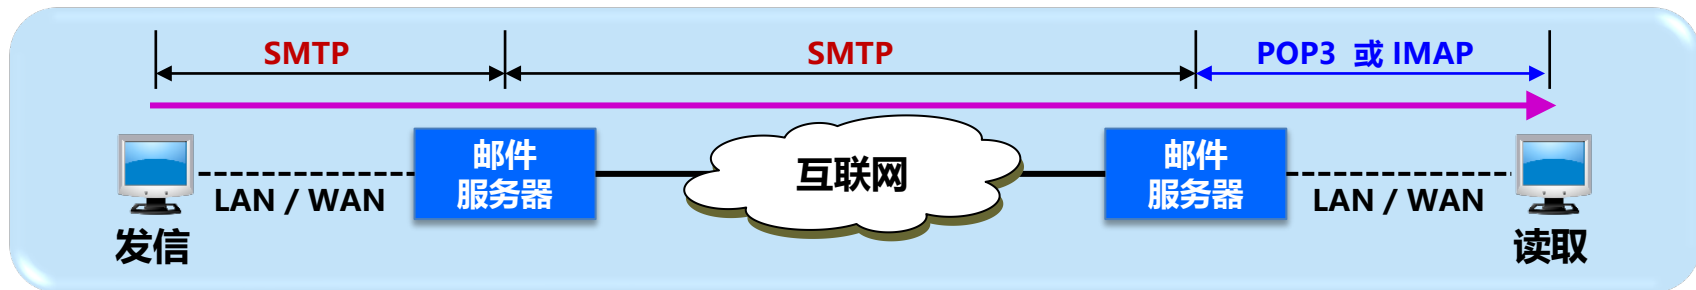 SMTP
SMTP
POP3 或 IMAP
邮件
服务器
互联网
邮件
服务器
LAN / WAN
LAN / WAN
发信
读取